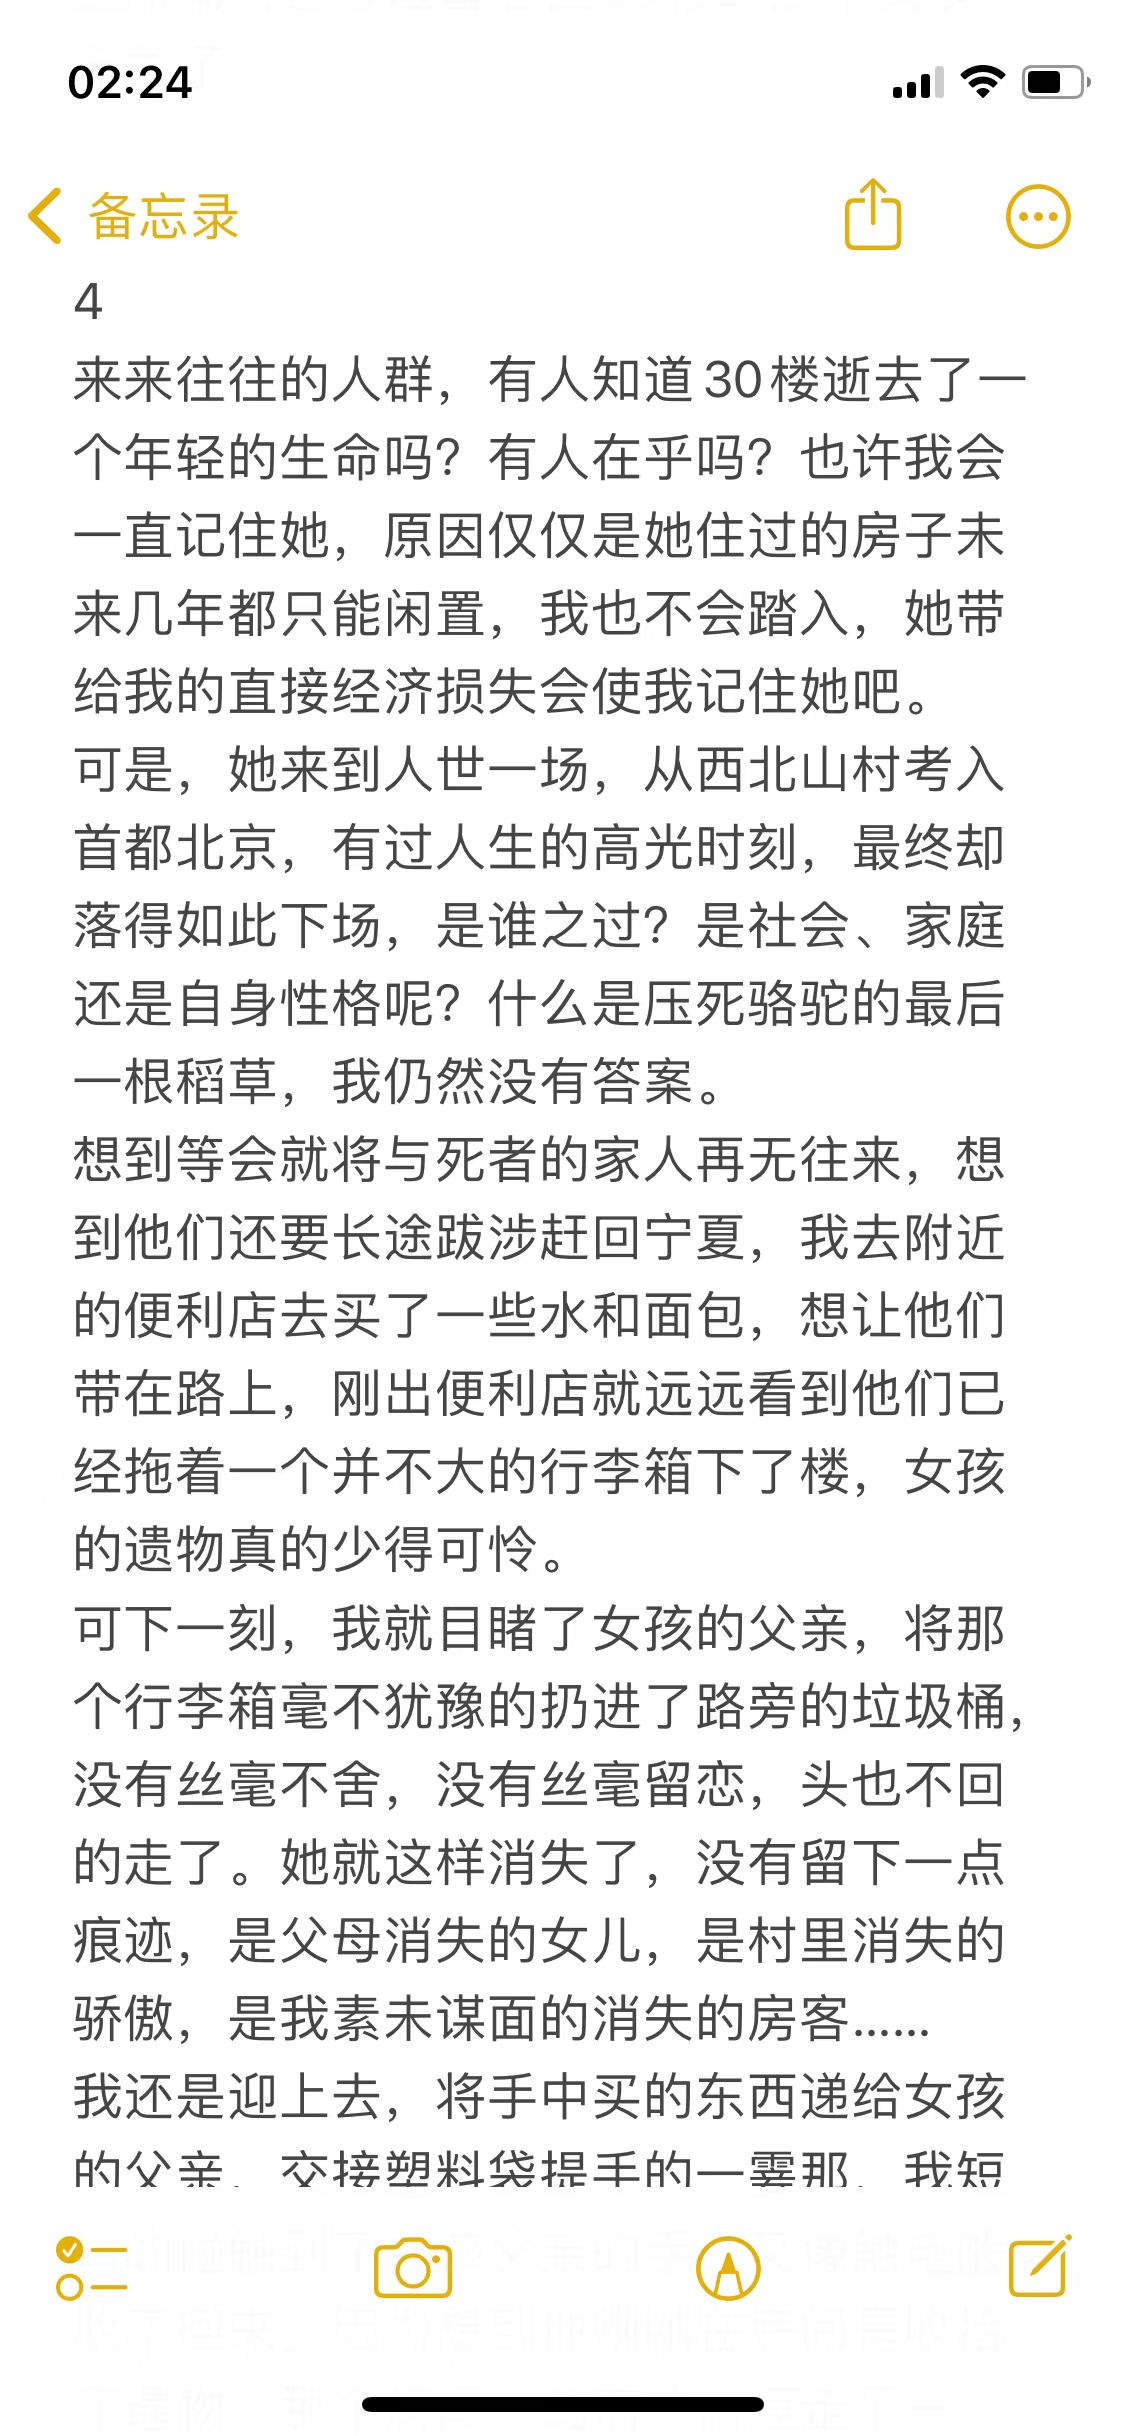 02:24
备忘录
4
来来往往的人群，有人知道30楼逝去了一
个年轻的生命吗？有人在乎吗？也许我会
一直记住她，原因仅仅是她住过的房子未
来几年都只能闲置，我也不会踏入，她带
给我的直接经济损失会使我记住她吧。
可是，她来到人世一场，从西北山村考入
首都北京，有过人生的高光时刻，最终却
落得如此下场，是谁之过？是社会、家庭
还是自身性格呢？什么是压死骆驼的最后
一根稻草，我仍然没有答案。
想到等会就将与死者的家人再无往来，想
到他们还要长途跋涉赶回宁夏，我去附近
的便利店去买了一些水和面包，想让他们
带在路上，刚出便利店就远远看到他们已
经拖着一个并不大的行李箱下了楼，女孩
的遗物真的少得可怜。
可下一刻，我就目睹了女孩的父亲，将那
个行李箱毫不犹豫的扔进了路旁的垃圾桶，
没有丝毫不舍，没有丝毫留恋，头也不回
的走了。她就这样消失了，没有留下一点
痕迹，是父母消失的女儿，是村里消失的
骄傲，是我素未谋面的消失的房客……
我还是迎上去，将手中买的东西递给女孩
的父亲，交接塑料袋提手的一霎那，我短